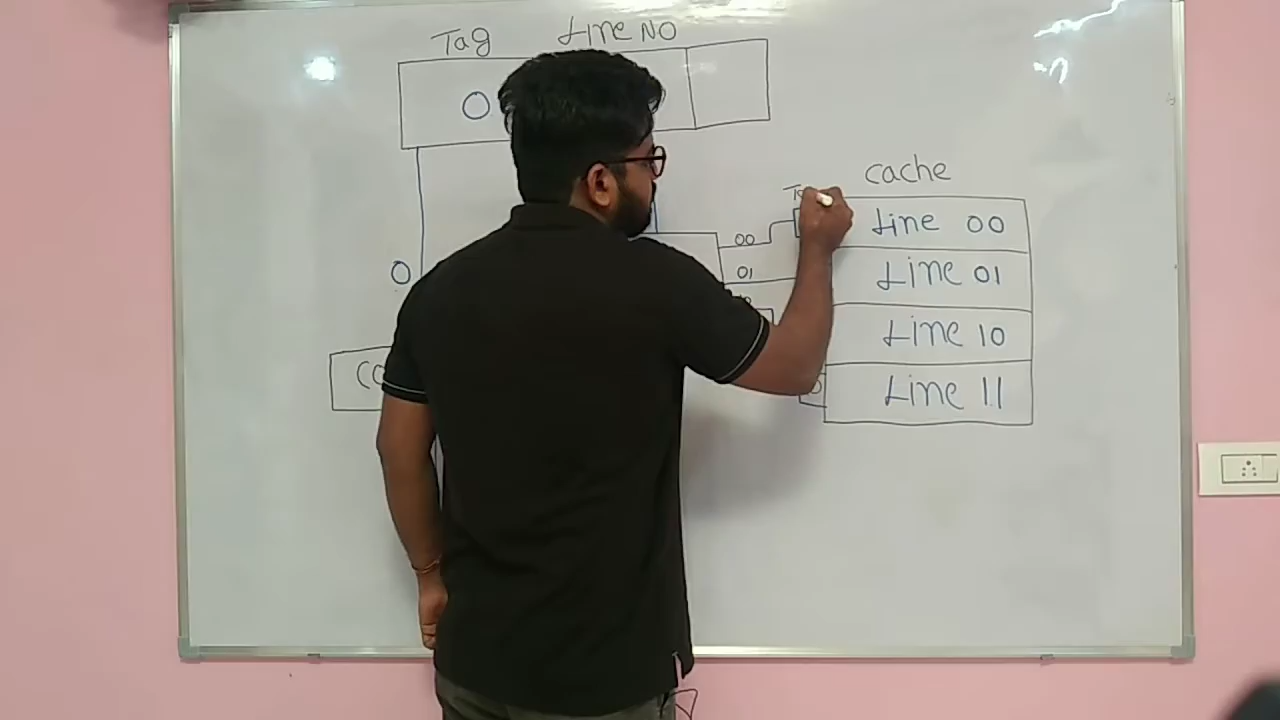 Tag Line NO
0
cache
Line 00
00
Line 01
01
0
Line 10
Line 11